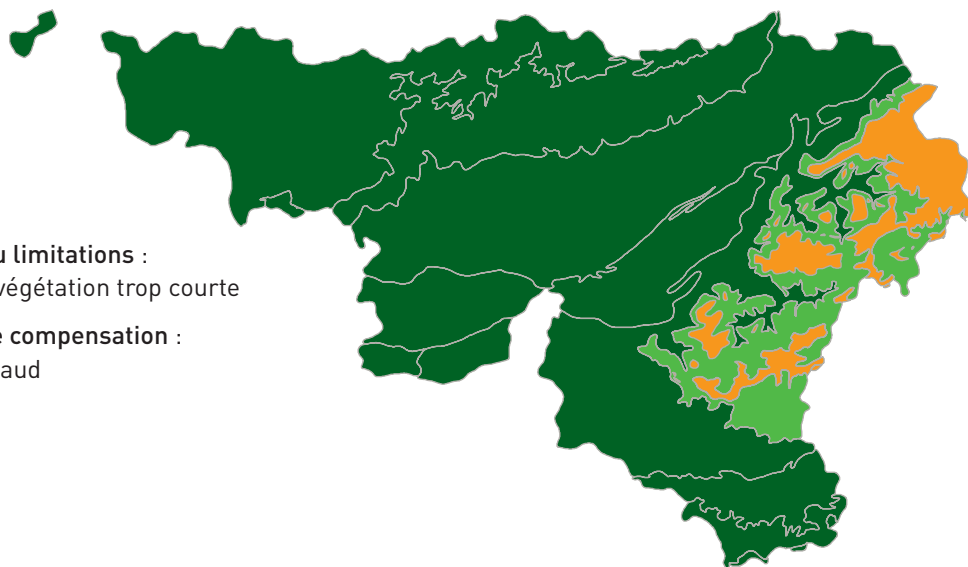 u limitations :
végétation trop courte
e compensation :
aud